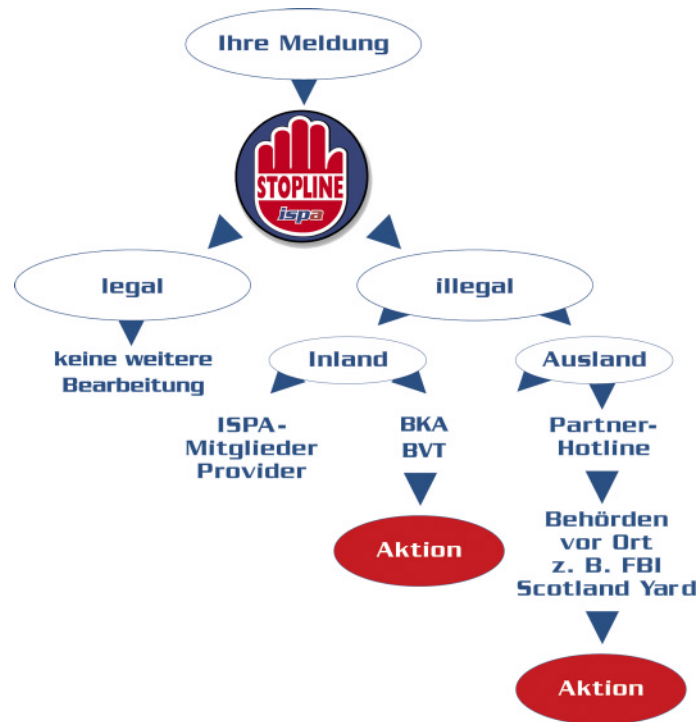 Ihre Meldung
STOPLINE
ispa
legal
illegal
keine weitere
Bearbeitung
Inland
Ausland
ISPA-
Mitglieder
Provider
BKA
BVT
Partner-
Hotline
Aktion
Behörden
vor Ort
z. B. FBI
Scotland Yard
Aktion